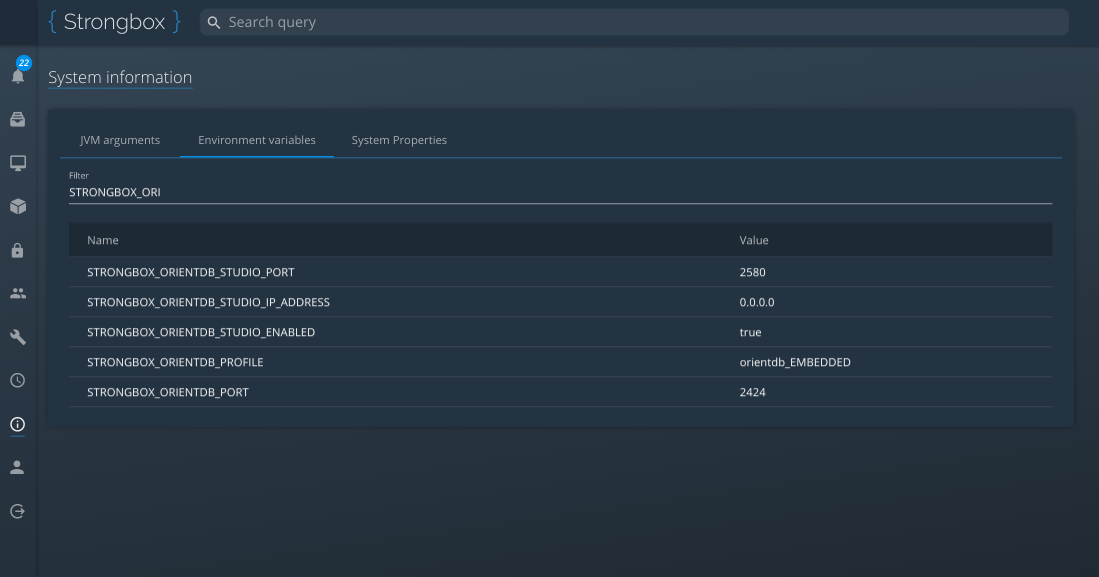 { Strongbox }
Search query
22
System information
JVM arguments Environment variables System Properties
Filter
STRONGBOX_ORI
Name Value
STRONGBOX_ORIENTDB_STUDIO_PORT 2580
STRONGBOX_ORIENTDB_STUDIO_IP_ADDRESS 0.0.0.0
STRONGBOX_ORIENTDB_STUDIO_ENABLED true
STRONGBOX_ORIENTDB_PROFILE orientdb_EMBEDDED
STRONGBOX_ORIENTDB_PORT 2424